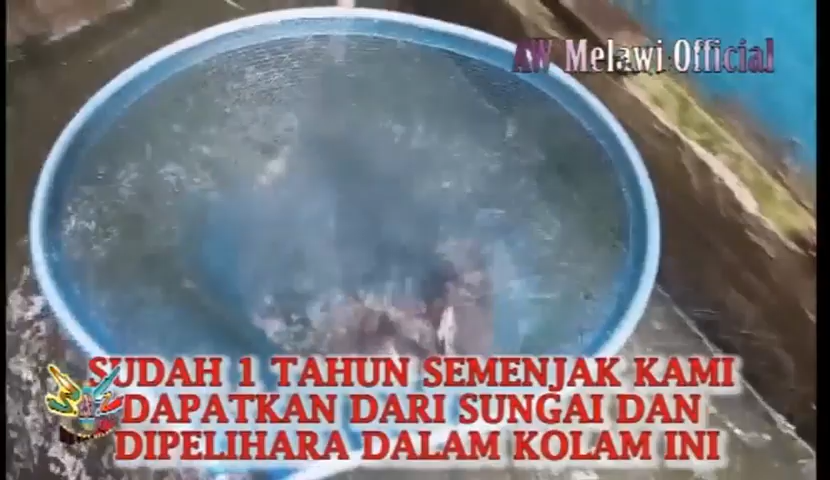 AW Melawi Official
SUDAH 1 TAHUN SEMENJAK KAMI
DAPATKAN DARI SUNGAI DAN
DIPELIHARA DALAM KOLAM INI